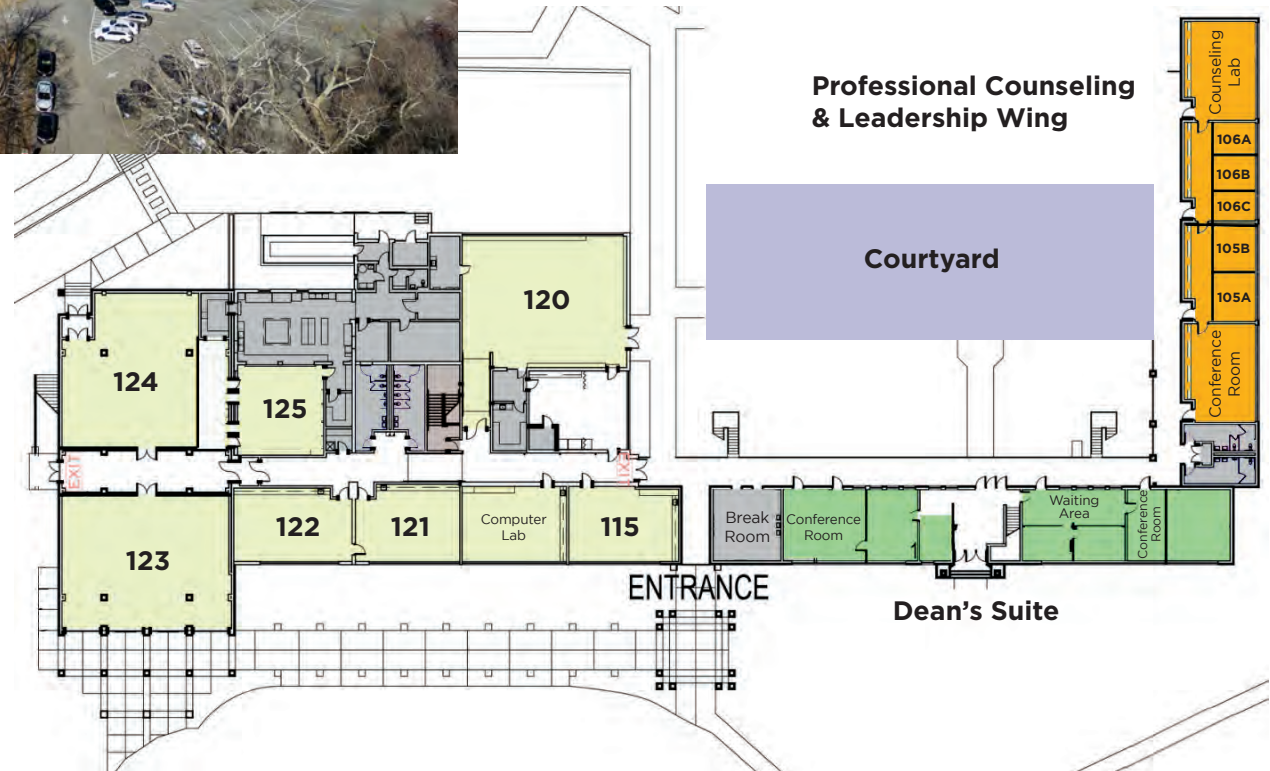 Professional Counseling
& Leadership Wing
Counseling
Lab
106A
106B
106C
105B
105A
Conference
Room
Courtyard
120
124
125
EXIT
EXIT
122
121
Computer
Lab
115
123
Break
Room
Conference
Room
Waiting
Area
Conference
Room
ENTRANCE
Dean’s Suite